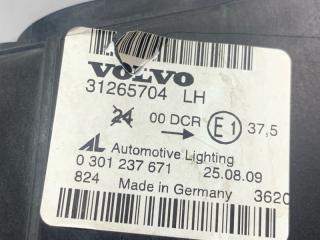 VOLVO
31265704 LH
24 00 DCR → E1 37,5
AL Automotive Lighting
0 301 237 671 25.08.09
824 Made in Germany 3620